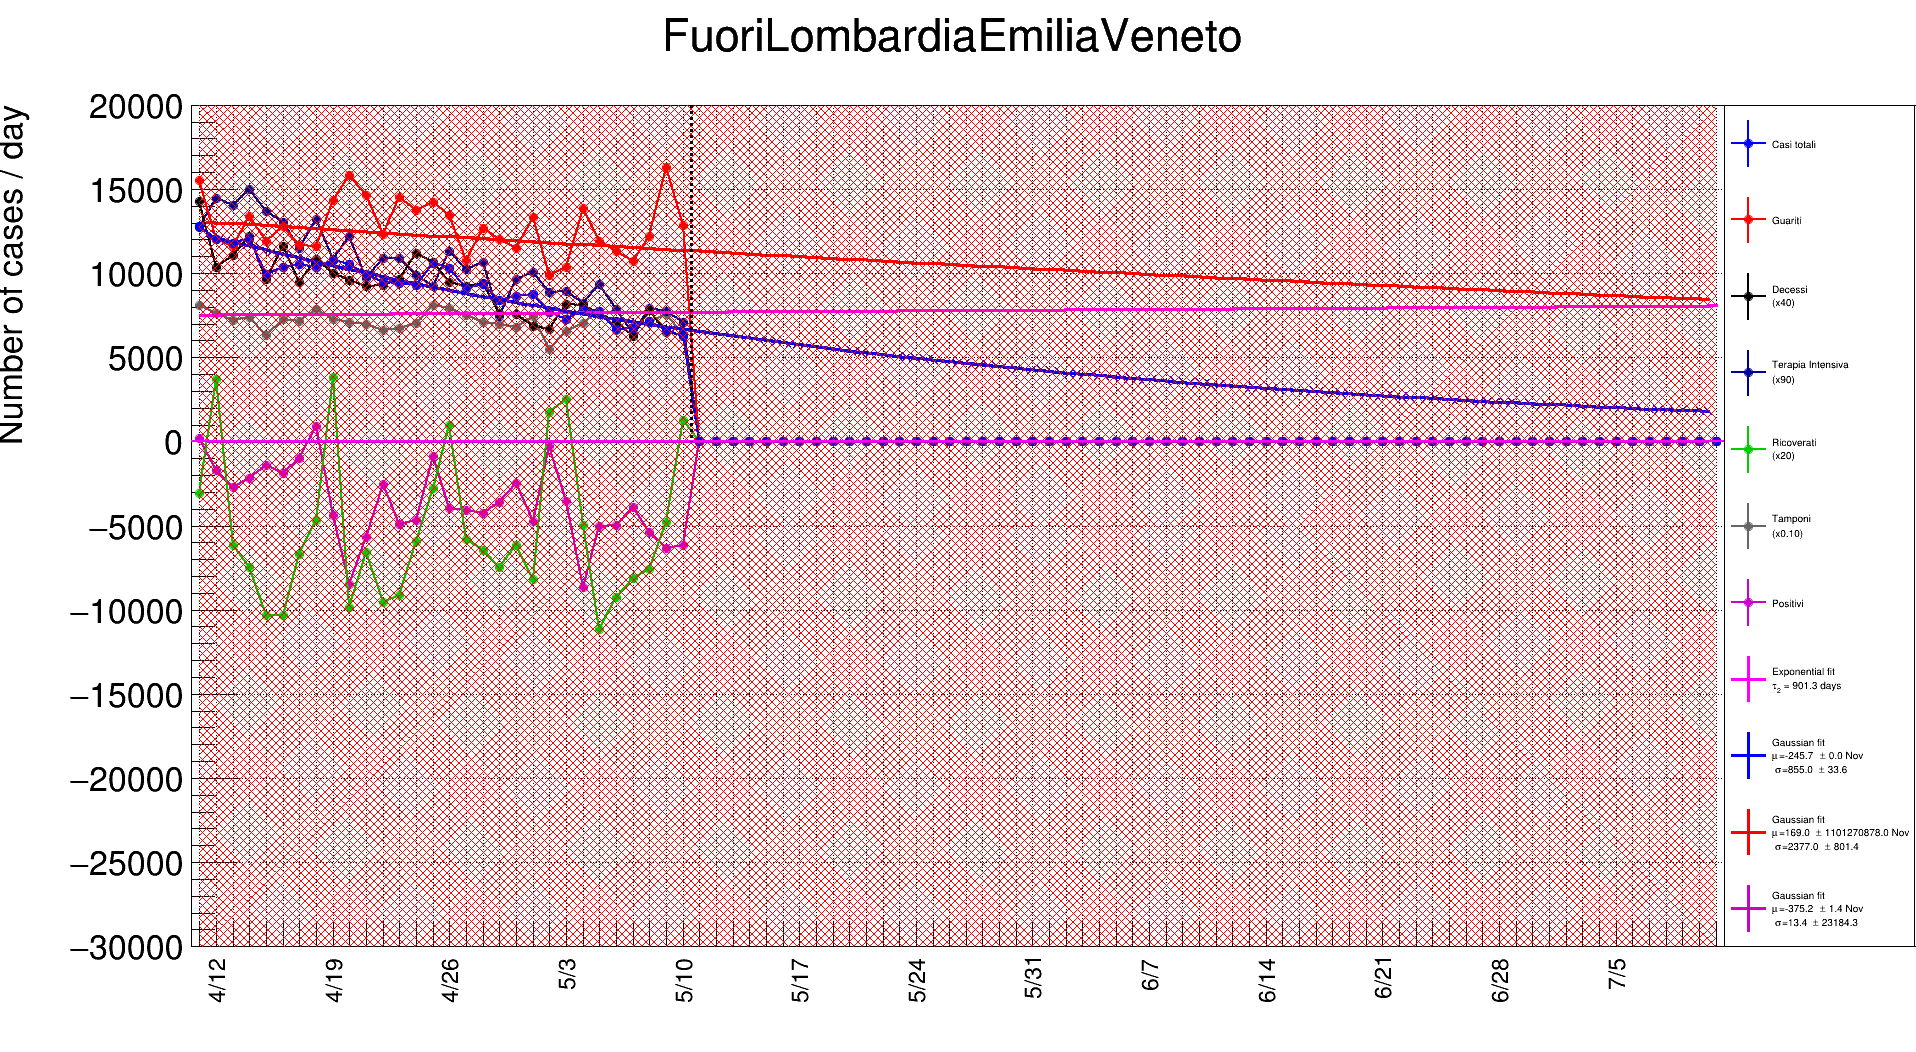 FuoriLombardiaEmiliaVeneto
Number of cases / day
20000
15000
10000
5000
0
−5000
−10000
−15000
−20000
−25000
−30000
4/12
4/19
4/26
5/3
5/10
5/17
5/24
5/31
6/7
6/14
6/21
6/28
7/5
Casi totali
Guariti
Decessi
(x40)
Terapia Intensiva
(x90)
Ricoverati
(x20)
Tamponi
(x0.10)
Positivi
Exponential fit
τ2 = 901.3 days
Gaussian fit
μ=-245.7 ± 0.0 Nov
σ=855.0 ± 33.6
Gaussian fit
μ=169.0 ± 1101270878.0 Nov
σ=2377.0 ± 801.4
Gaussian fit
μ=-375.2 ± 1.4 Nov
σ=13.4 ± 23184.3